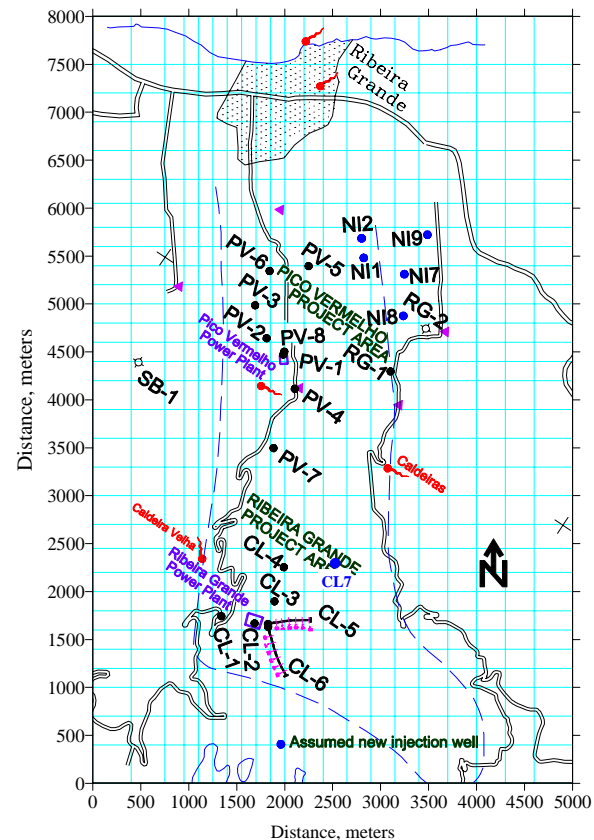 8000
7500
7000
6500
6000
5500
5000
4500
4000
3500
3000
2500
2000
1500
1000
500
0
Distance, meters
Ribeira
Grande
NI2
NI9
NI1
NI7
NI8
PV-6
PV-5
PV-3
PICO VERMELHO
PROJECT AREA
RG-2
PV-2
Pico Vermelho
Power Plant
PV-8
PV-1
RG-1
SB-1
PV-4
PV-7
Caldeiras
RIBEIRA GRANDE
PROJECT AREA
Caldeira Velha
CL-4
CL7
Ribeira Grande
Power Plant
CL-3
N
CL-5
CL-1
CL-2
CL-6
Assumed new injection well
0 500 1000 1500 2000 2500 3000 3500 4000 4500 5000
Distance, meters